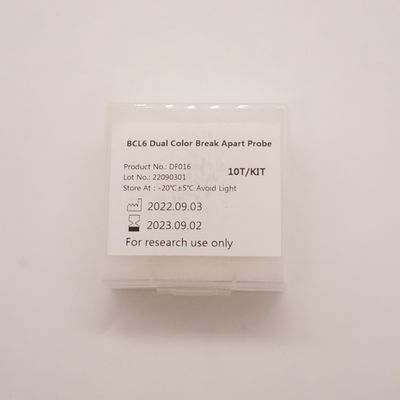 BCL6 Dual Color Break Apart Probe
Product No.: DF016
10T/KIT
Lot No.: 22090301
Store At : -20℃±5℃ Avoid Light
2022.09.03
2023.09.02
For research use only